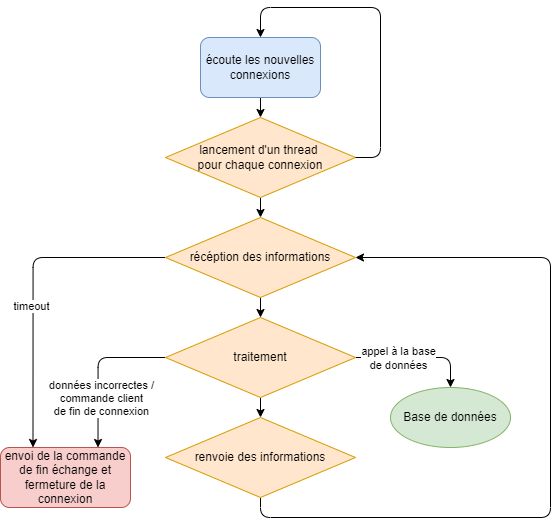 écoute les nouvelles
connexions
lancement d'un thread
pour chaque connexion
récéption des informations
timeout
traitement
appel à la base
de données
données incorrectes /
commande client
de fin de connexion
Base de données
envoi de la commande
de fin échange et
fermeture de la
connexion
renvoie des informations